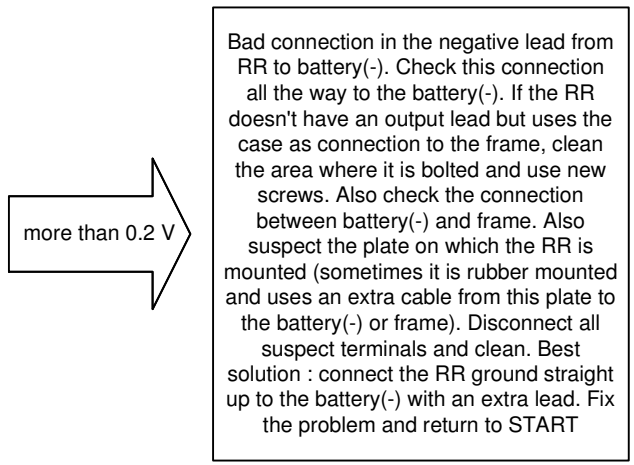 more than 0.2 V
Bad connection in the negative lead from
RR to battery(-). Check this connection
all the way to the battery(-). If the RR
doesn't have an output lead but uses the
case as connection to the frame, clean
the area where it is bolted and use new
screws. Also check the connection
between battery(-) and frame. Also
suspect the plate on which the RR is
mounted (sometimes it is rubber mounted
and uses an extra cable from this plate to
the battery(-) or frame). Disconnect all
suspect terminals and clean. Best
solution : connect the RR ground straight
up to the battery(-) with an extra lead. Fix
the problem and return to START